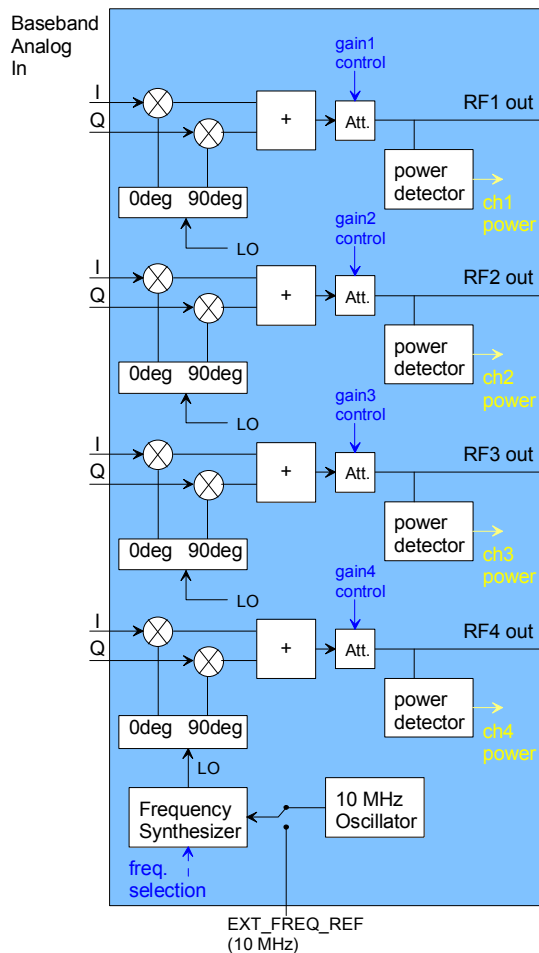 Baseband
Analog
In
gain1
control
I
Q
+
Att.
RF1 out
power
detector
ch1
power
0deg 90deg
LO
gain2
control
I
Q
+
Att.
RF2 out
power
detector
ch2
power
0deg 90deg
LO
gain3
control
I
Q
+
Att.
RF3 out
power
detector
ch3
power
0deg 90deg
LO
gain4
control
I
Q
+
Att.
RF4 out
power
detector
ch4
power
0deg 90deg
LO
Frequency
Synthesizer
10 MHz
Oscillator
freq.
selection
EXT_FREQ_REF
(10 MHz)